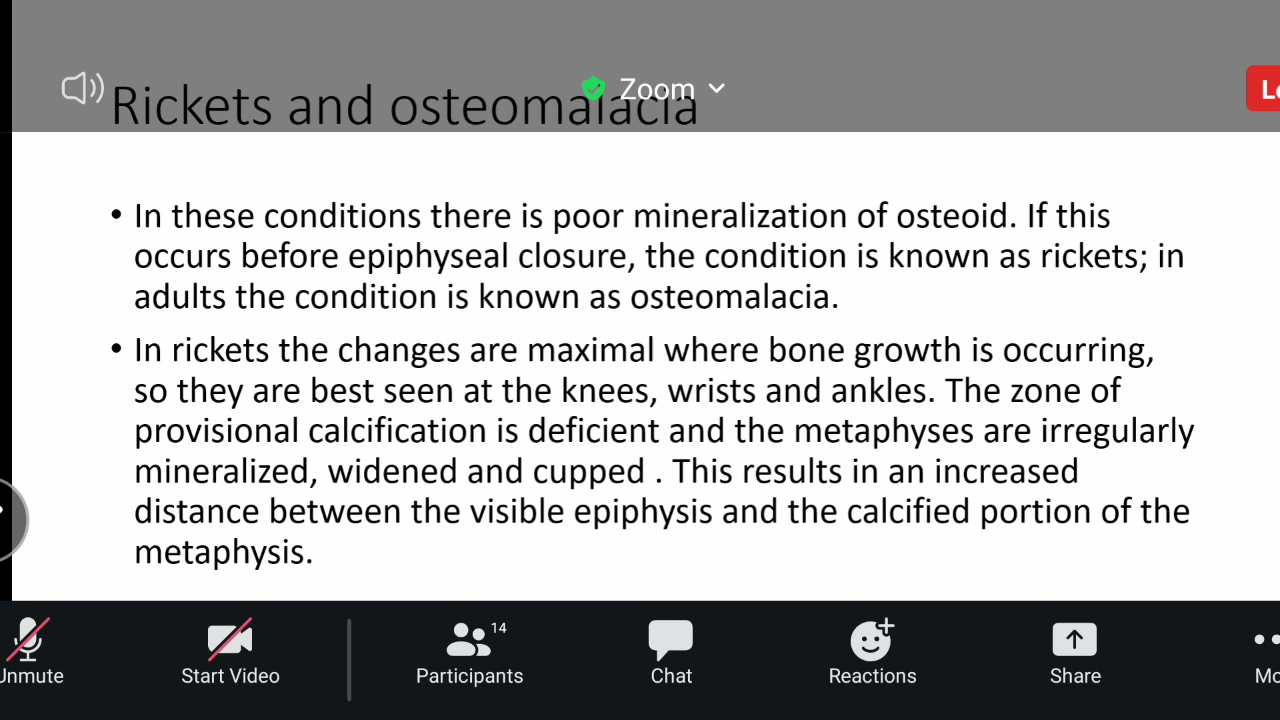 Zoom
Rickets and osteomalacia
• In these conditions there is poor mineralization of osteoid. If this
occurs before epiphyseal closure, the condition is known as rickets; in
adults the condition is known as osteomalacia.
• In rickets the changes are maximal where bone growth is occurring,
so they are best seen at the knees, wrists and ankles. The zone of
provisional calcification is deficient and the metaphyses are irregularly
mineralized, widened and cupped . This results in an increased
distance between the visible epiphysis and the calcified portion of the
metaphysis.
14
Unmute Start Video Participants Chat Reactions Share